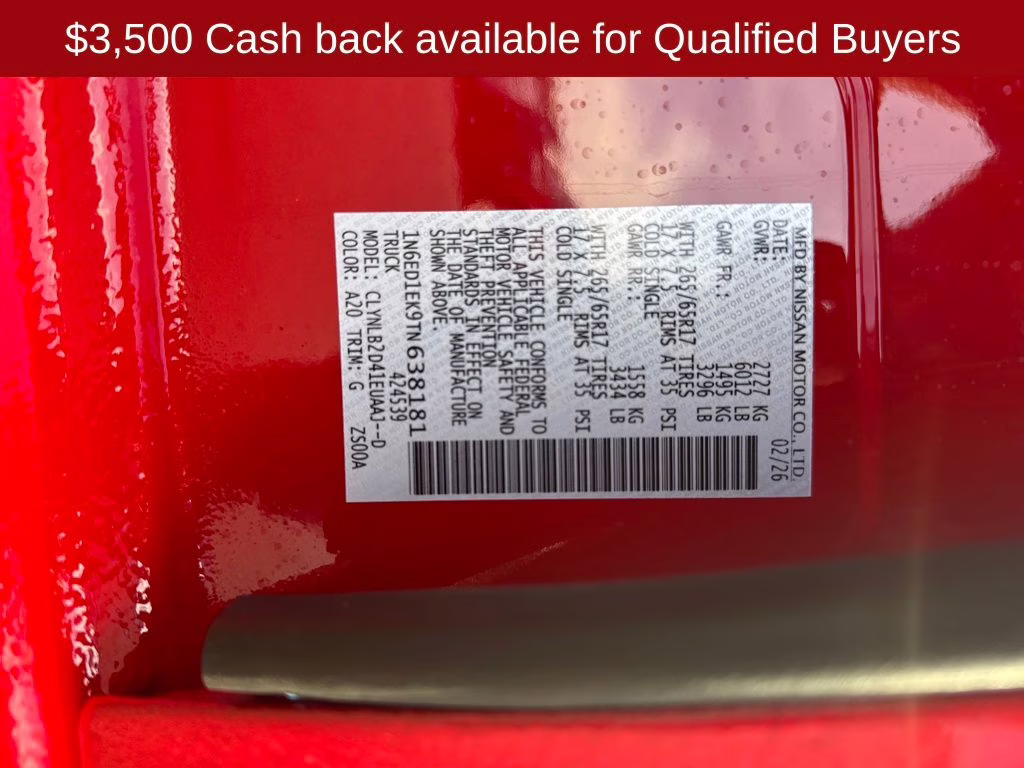 $3,500 Cash back available for Qualified Buyers
MFD BY NISSAN MOTOR CO., LTD.
DATE: 02/26
GVWR: 2727 KG
6012 LB
GAWR FR.: 1495 KG
3296 LB
WITH 265/65R17 TIRES
17 X 7.5 RIMS AT 35 PSI
COLD SINGLE
GAWR RR.: 1558 KG
3434 LB
WITH 265/65R17 TIRES
17 X 7.5 RIMS AT 35 PSI
COLD SINGLE
THIS VEHICLE CONFORMS TO
ALL APPLICABLE FEDERAL
MOTOR VEHICLE SAFETY AND
THEFT PREVENTION
STANDARDS IN EFFECT ON
THE DATE OF MANUFACTURE
SHOWN ABOVE.
1N6ED1EK9TN638181
TRUCK 424539
MODEL: CLYNLB2D41EUAAJ--D
COLOR: A20 TRIM: G ZS00A